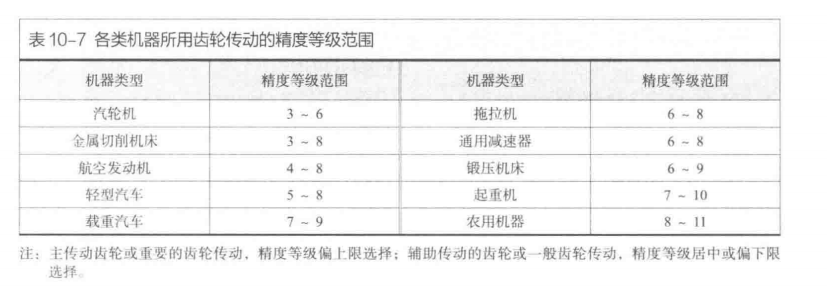 表10-7 各类机器所用齿轮传动的精度等级范围
机器类型 精度等级范围 机器类型 精度等级范围
汽轮机 3 ~ 6 拖拉机 6 ~ 8
金属切削机床 3 ~ 8 通用减速器 6 ~ 8
航空发动机 4 ~ 8 锻压机床 6 ~ 9
轻型汽车 5 ~ 8 起重机 7 ~ 10
载重汽车 7 ~ 9 农用机器 8 ~ 11
注：主传动齿轮或重要的齿轮传动，精度等级偏上限选择；辅助传动的齿轮或一般齿轮传动，精度等级居中或偏下限
选择。